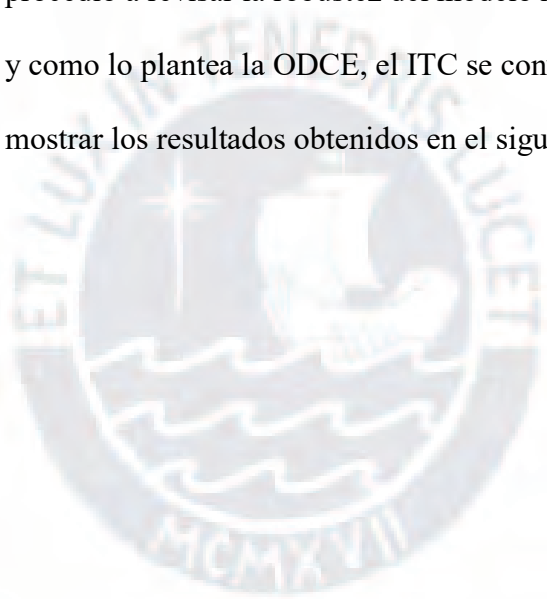 procedió a revisar la robustez del modelo
y como lo plantea la ODCE, el ITC se con
mostrar los resultados obtenidos en el sigu
ET LUX IN TENEBRIS LUCET
MCMXVII